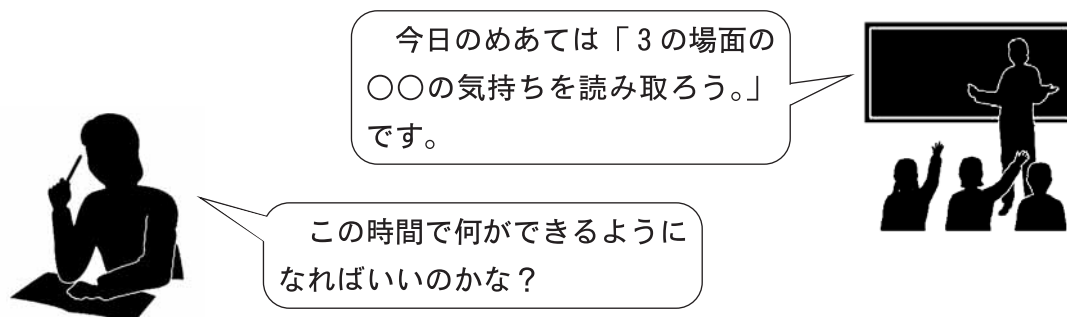 今日のめあては「3の場面の
○○の気持ちを読み取ろう。」
です。
この時間で何ができるように
なればいいのかな?